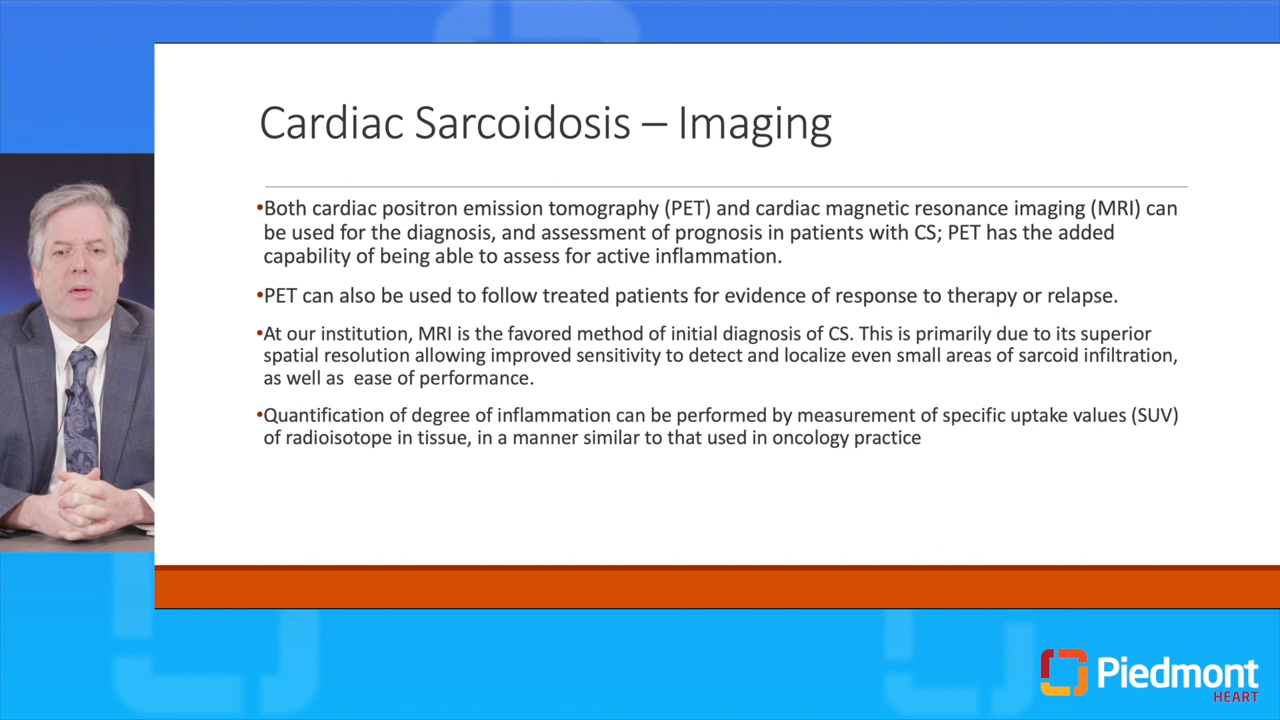 Cardiac Sarcoidosis – Imaging
•Both cardiac positron emission tomography (PET) and cardiac magnetic resonance imaging (MRI) can
be used for the diagnosis, and assessment of prognosis in patients with CS; PET has the added
capability of being able to assess for active inflammation.
•PET can also be used to follow treated patients for evidence of response to therapy or relapse.
•At our institution, MRI is the favored method of initial diagnosis of CS. This is primarily due to its superior
spatial resolution allowing improved sensitivity to detect and localize even small areas of sarcoid infiltration,
as well as  ease of performance.
•Quantification of degree of inflammation can be performed by measurement of specific uptake values (SUV)
of radioisotope in tissue, in a manner similar to that used in oncology practice
Piedmont
HEART